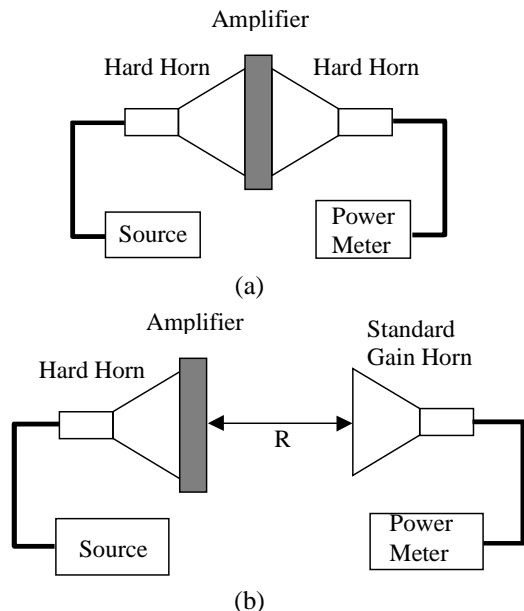 Amplifier
Hard Horn
Hard Horn
Source
Power
Meter
(a)
Amplifier
Hard Horn
Standard
Gain Horn
R
Source
Power
Meter
(b)